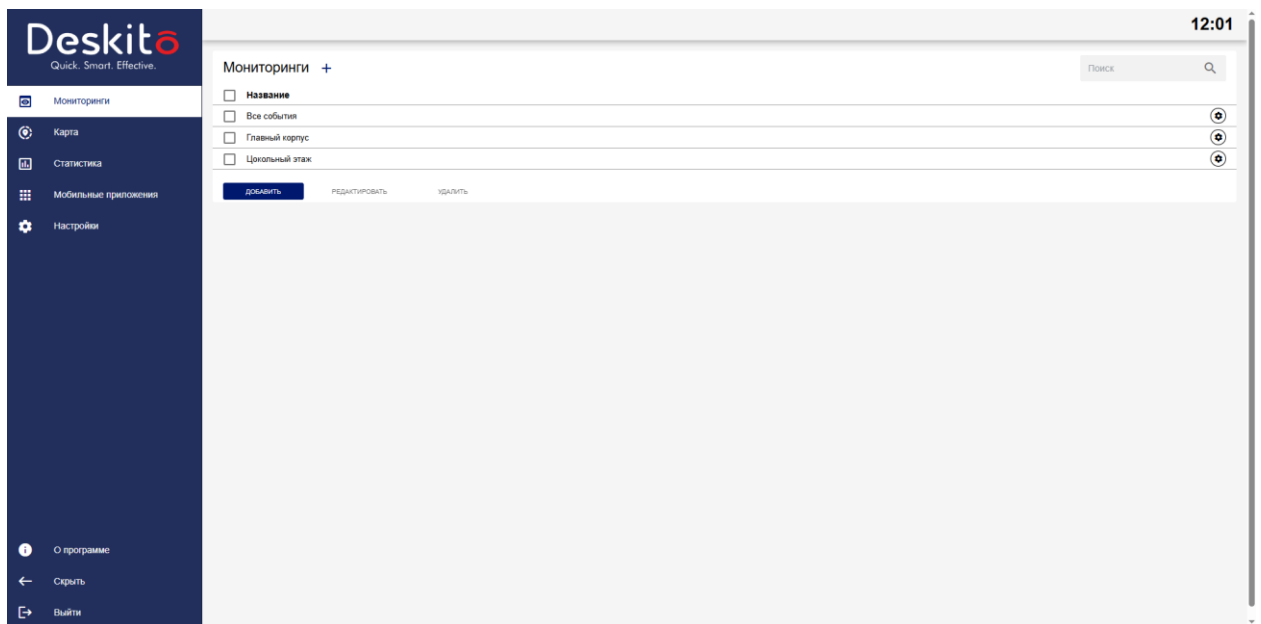 12:01
Deskito
Quick. Smart. Effective.
Мониторинги
Карта
Статистика
Мобильные приложения
Настройки
О программе
Скрыть
Выйти
Мониторинги +
Поиск
Название
Все события
Главный корпус
Цокольный этаж
ДОБАВИТЬ РЕДАКТИРОВАТЬ УДАЛИТЬ